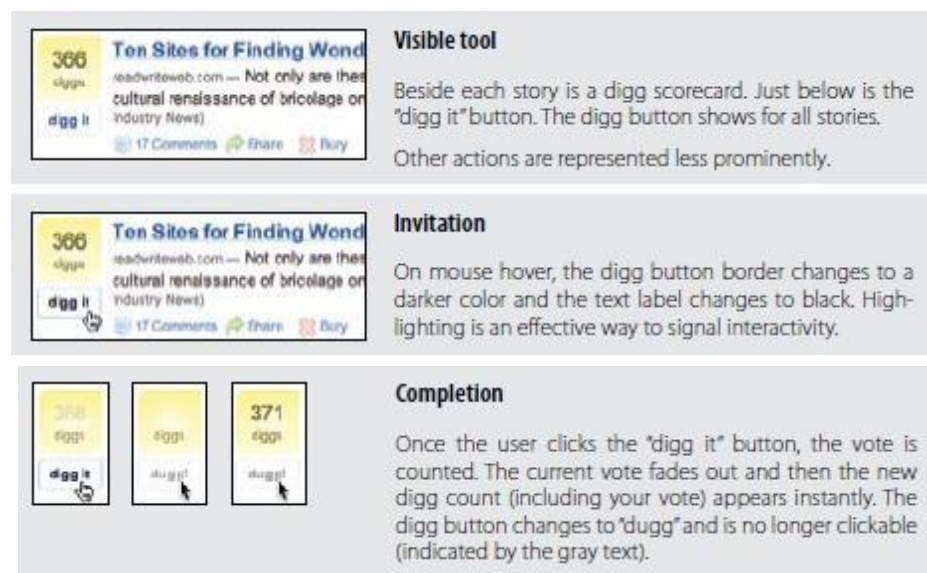 366
diggs
digg it
Ten Sites for Finding Wond
readwriteweb.com — Not only are thes
cultural renaissance of bricolage or
Industry News)
17 Comments Share Bury
Visible tool
Beside each story is a digg scorecard. Just below is the
"digg it" button. The digg button shows for all stories.
Other actions are represented less prominently.
366
diggs
digg it
Ten Sites for Finding Wond
readwriteweb.com — Not only are thes
cultural renaissance of bricolage or
Industry News)
17 Comments Share Bury
Invitation
On mouse hover, the digg button border changes to a
darker color and the text label changes to black. High-
lighting is an effective way to signal interactivity.
diggs
digg it
diggs
dugg!
371
diggs
dugg!
Completion
Once the user clicks the "digg it" button, the vote is
counted. The current vote fades out and then the new
digg count (including your vote) appears instantly. The
digg button changes to "dugg" and is no longer clickable
(indicated by the gray text).